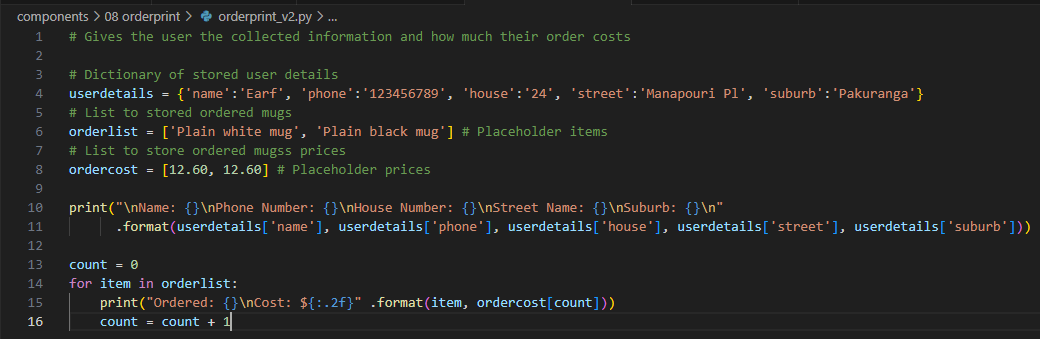 components > 08 orderprint > orderprint_v2.py > ...
1 # Gives the user the collected information and how much their order costs
2
3 # Dictionary of stored user details
4 userdetails = {'name':'Earf', 'phone':'123456789', 'house':'24', 'street':'Manapouri Pl', 'suburb':'Pakuranga'}
5 # List to stored ordered mugs
6 orderlist = ['Plain white mug', 'Plain black mug'] # Placeholder items
7 # List to store ordered mugss prices
8 ordercost = [12.60, 12.60] # Placeholder prices
9
10 print("\nName: {}\nPhone Number: {}\nHouse Number: {}\nStreet Name: {}\nSuburb: {}\n"
11 .format(userdetails['name'], userdetails['phone'], userdetails['house'], userdetails['street'], userdetails['suburb']))
12
13 count = 0
14 for item in orderlist:
15 print("Ordered: {}\nCost: ${:.2f}" .format(item, ordercost[count]))
16 count = count + 1